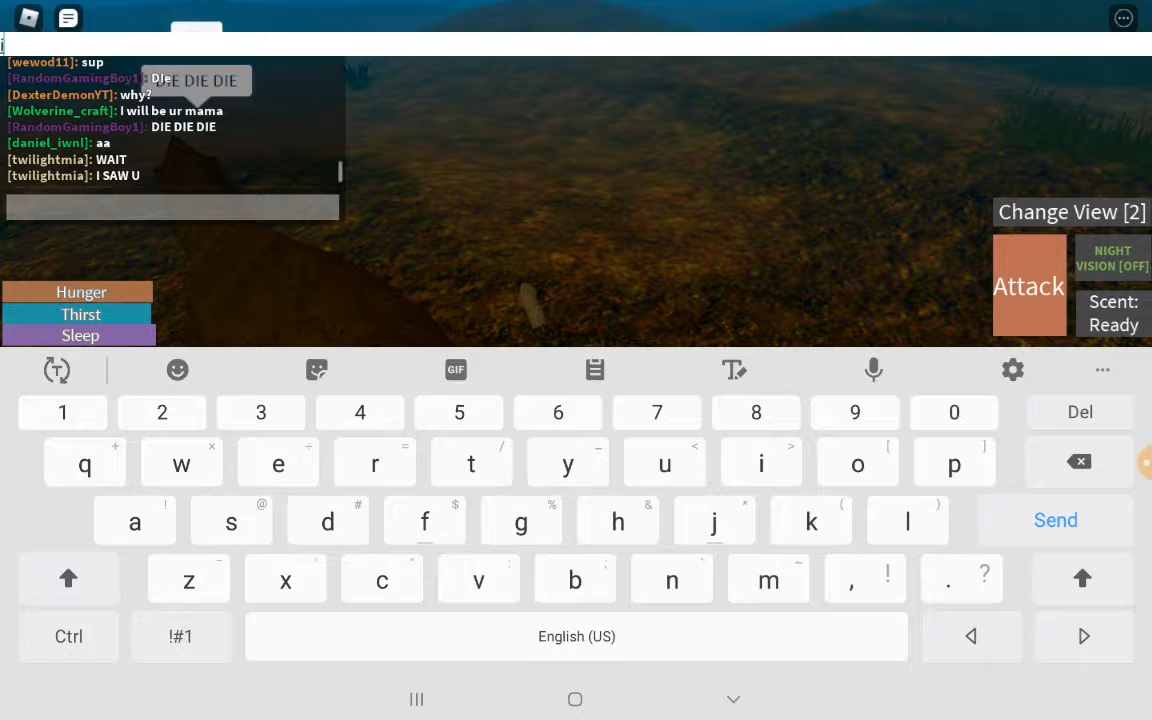 i
[wewod11]: sup
[RandomGamingBoy1]: DIe
DIE DIE DIE
[DexterDemonYT]: why?
[Wolverine_craft]: I will be ur mama
[RandomGamingBoy1]: DIE DIE DIE
[daniel_iwnl]: aa
[twilightmia]: WAIT
[twilightmia]: I SAW U
Change View [2]
Attack
NIGHT
VISION [OFF]
Scent:
Ready
Hunger
Thirst
Sleep
T GIF T
1 2 3 4 5 6 7 8 9 0 Del
+ × ÷ = / _ < > [ ]
q w e r t y u i o p
! @ # $ % & * ( )
a s d f g h j k l Send
- ' " : ; ` ~ ! ?
z x c v b n m , .
Ctrl !#1 English (US)